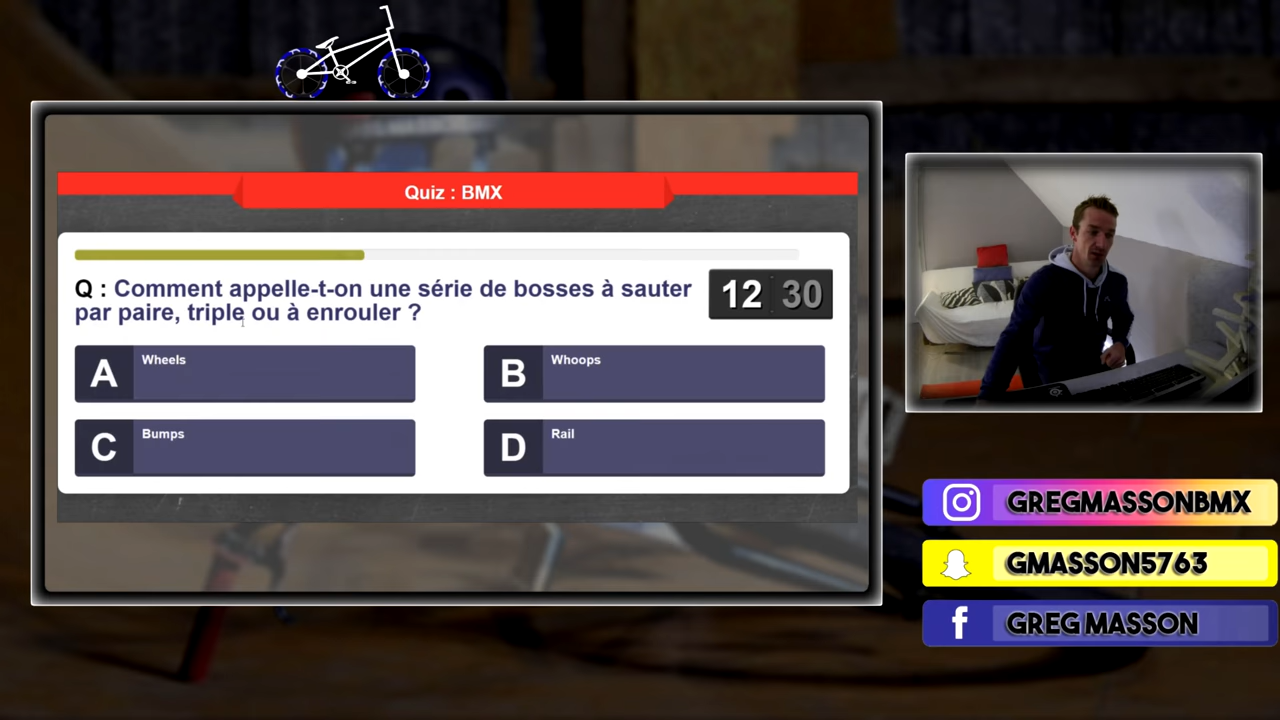 Quiz : BMX
Q : Comment appelle-t-on une série de bosses à sauter
par paire, triple ou à enrouler ?
12 30
A Wheels
B Whoops
C Bumps
D Rail
GREGMASSONBMX
GMASSON5763
f GREG MASSON